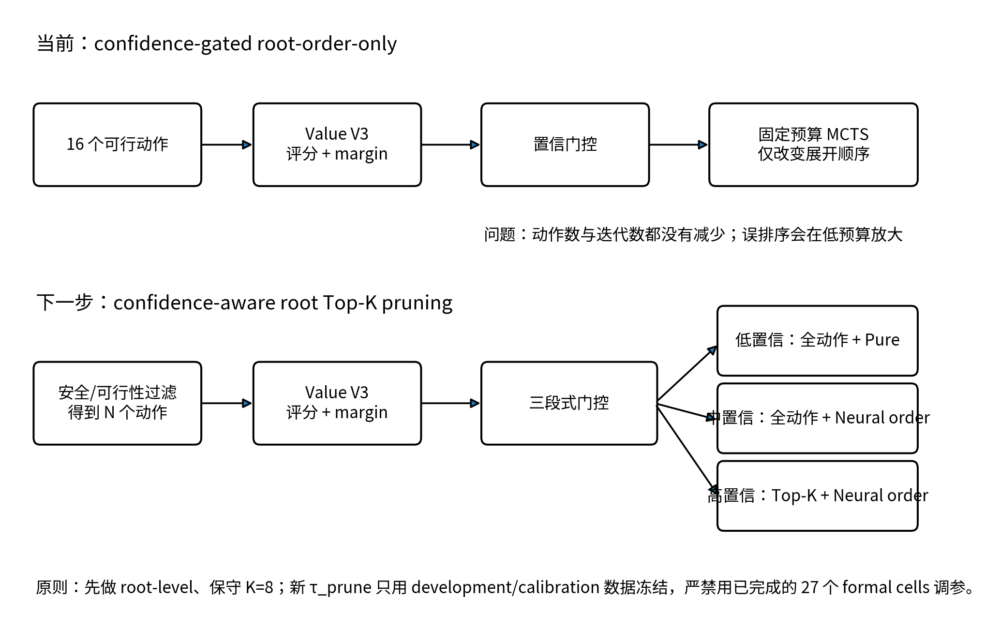 当前：confidence-gated root-order-only
16 个可行动作
Value V3
评分 + margin
置信门控
固定预算 MCTS
仅改变展开顺序
问题：动作数与迭代数都没有减少；误排序会在低预算放大
下一步：confidence-aware root Top-K pruning
安全/可行性过滤
得到 N 个动作
Value V3
评分 + margin
三段式门控
低置信：全动作 + Pure
中置信：全动作 + Neural order
高置信：Top-K + Neural order
原则：先做 root-level、保守 K=8；新 τ_prune 只用 development/calibration 数据冻结，严禁用已完成的 27 个 formal cells 调参。